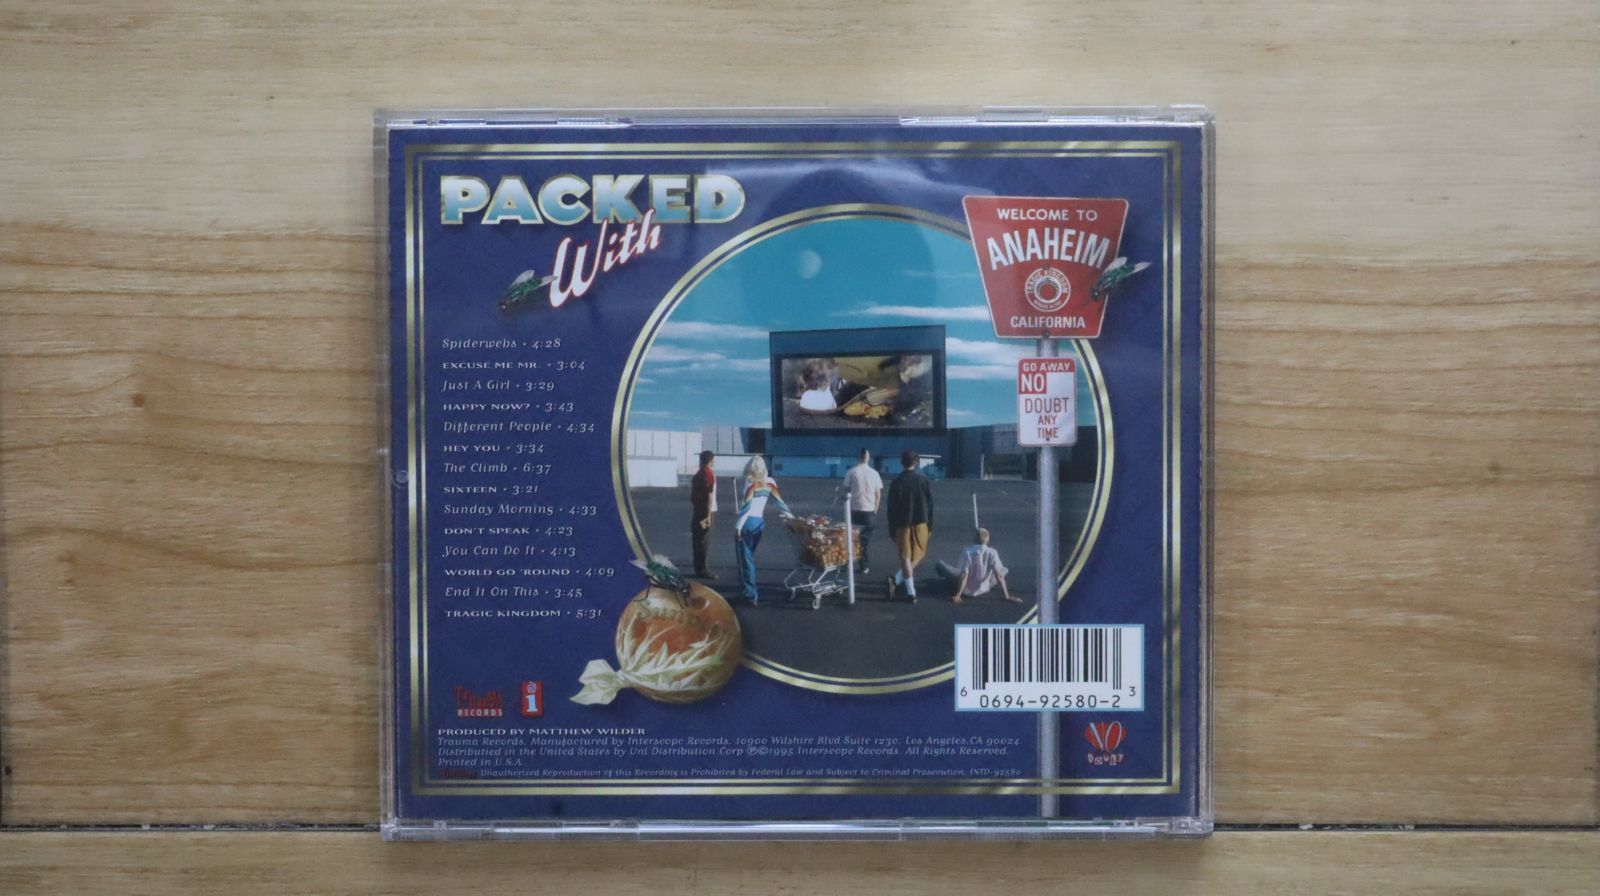 PACKED
With
WELCOME TO
ANAHEIM
TRAGIC KINGDOM
CALIFORNIA
GO AWAY
NO
DOUBT
ANY
TIME
Spiderwebs • 4:28
EXCUSE ME MR. • 3:04
Just A Girl • 3:29
HAPPY NOW? • 3:43
Different People • 4:34
HEY YOU • 3:34
The Climb • 6:37
SIXTEEN • 3:21
Sunday Morning • 4:33
DON'T SPEAK • 4:23
You Can Do It • 4:13
WORLD GO 'ROUND • 4:09
End It On This • 3:45
TRAGIC KINGDOM • 5:31
Trauma
RECORDS
i
6 0694-92580-2 3
NO
DOUBT
PRODUCED BY MATTHEW WILDER
Trauma Records. Manufactured by Interscope Records. 10900 Wilshire Blvd Suite 1230, Los Angeles, CA 90024.
Distributed in the United States by Uni Distribution Corp ℗©1995 Interscope Records. All Rights Reserved.
Printed in U.S.A.
Unauthorized Reproduction of this Recording is Prohibited by Federal Law and Subject to Criminal Prosecution. INTD-92580